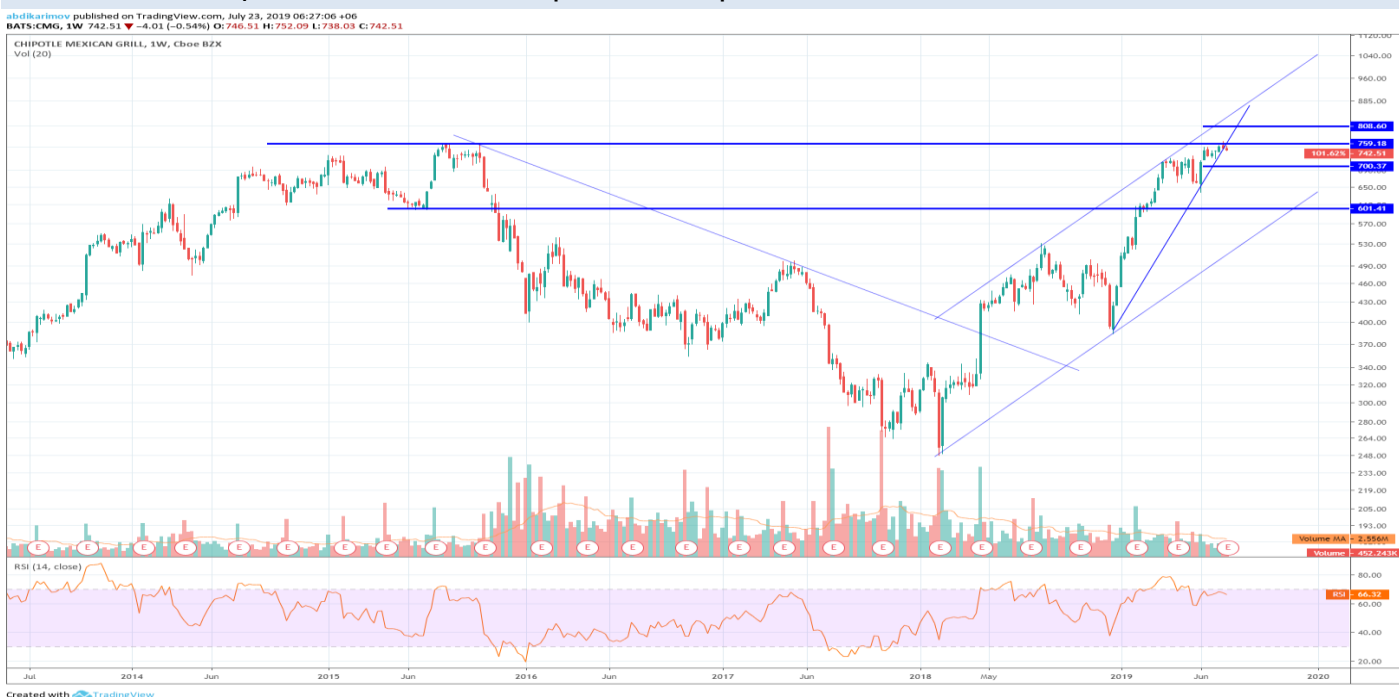 abdikarimov published on TradingView.com, July 23, 2019 06:27:06 +06
BATS:CMG, 1W 742.51 ▼ −4.01 (−0.54%) O:746.51 H:752.09 L:738.03 C:742.51
CHIPOTLE MEXICAN GRILL, 1W, Cboe BZX
Vol (20)
1120.00
1040.00
960.00
885.00
808.60
759.18
101.62% 742.51
700.37
650.00
601.41
570.00
530.00
490.00
460.00
430.00
400.00
370.00
340.00
320.00
300.00
280.00
264.00
248.00
233.00
219.00
205.00
193.00
Volume MA 2.556M
E E E E E E E E E E E E E E E E E E E E E E E E E
Volume 452.243K
RSI (14, close)
80.00
RSI 66.32
60.00
40.00
20.00
Jul 2014 Jun 2015 Jun 2016 Jun 2017 Jun 2018 May 2019 Jun 2020
Created with TradingView